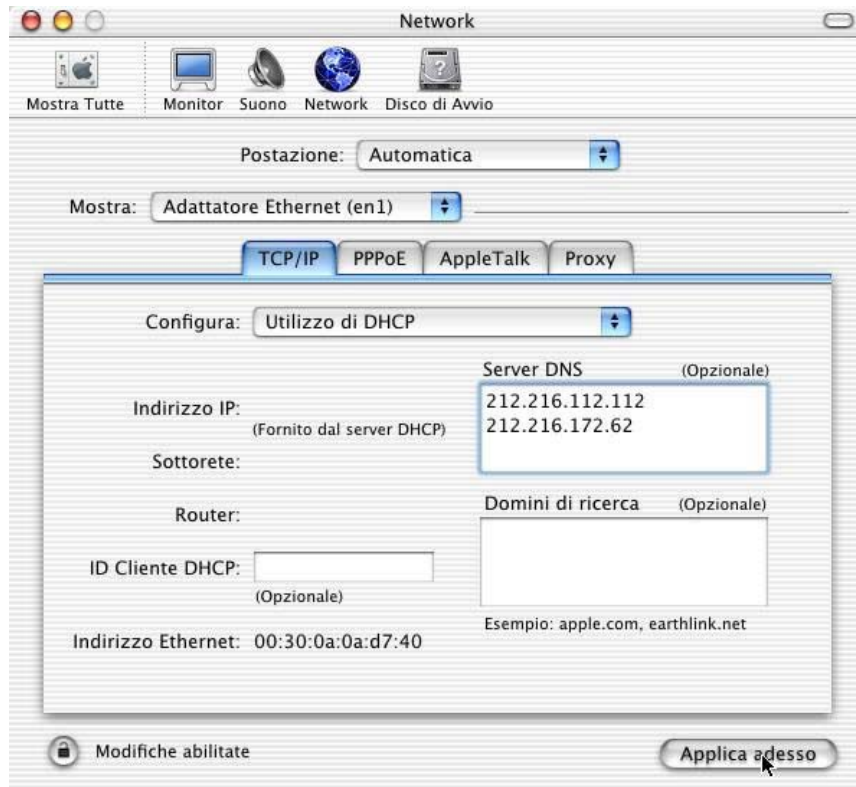 Network
Mostra Tutte
Monitor
Suono
Network
Disco di Avvio
Postazione: Automatica
Mostra: Adattatore Ethernet (en1)
TCP/IP
PPPoE
AppleTalk
Proxy
Configura: Utilizzo di DHCP
Server DNS (Opzionale)
212.216.112.112
212.216.172.62
Indirizzo IP:
(Fornito dal server DHCP)
Sottorete:
Router:
Domini di ricerca (Opzionale)
ID Cliente DHCP:
(Opzionale)
Esempio: apple.com, earthlink.net
Indirizzo Ethernet: 00:30:0a:0a:d7:40
Modifiche abilitate
Applica adesso